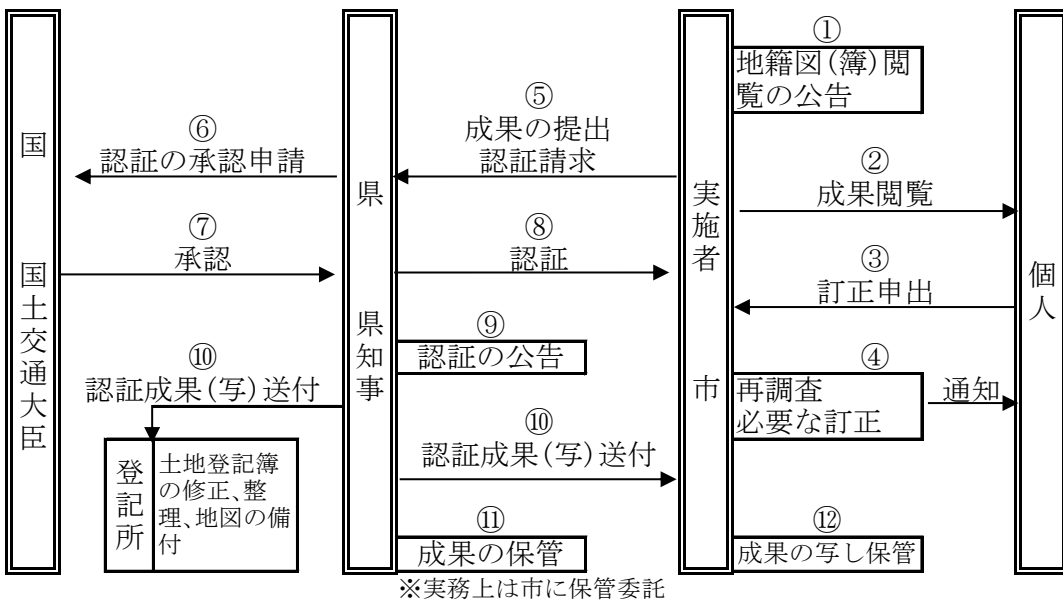 国
国土交通大臣
⑥
認証の承認申請
⑦
承認
⑩
認証成果(写)送付
登記所
土地登記簿
の修正、整
理、地図の備
付
県
県知事
⑤
成果の提出
認証請求
⑧
認証
⑨
認証の公告
⑩
認証成果(写)送付
⑪
成果の保管
※実務上は市に保管委託
実施者
市
①
地籍図(簿)閲
覧の公告
②
成果閲覧
③
訂正申出
④
再調査
必要な訂正
通知
⑫
成果の写し保管
個人